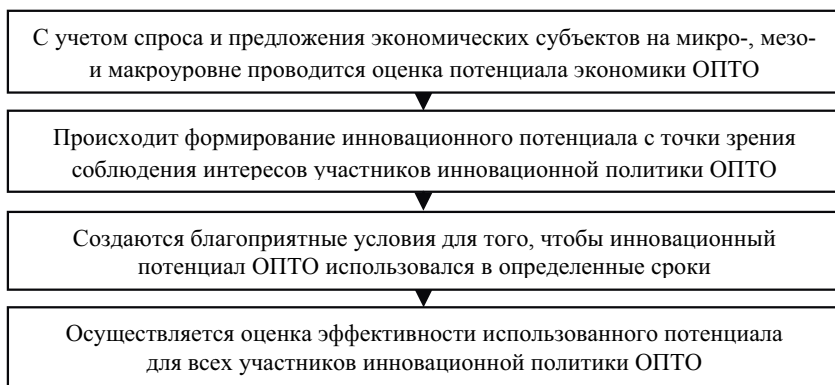 С учетом спроса и предложения экономических субъектов на микро-, мезо-
и макроуровне проводится оценка потенциала экономики ОПТО
Происходит формирование инновационного потенциала с точки зрения
соблюдения интересов участников инновационной политики ОПТО
Создаются благоприятные условия для того, чтобы инновационный
потенциал ОПТО использовался в определенные сроки
Осуществляется оценка эффективности использованного потенциала
для всех участников инновационной политики ОПТО